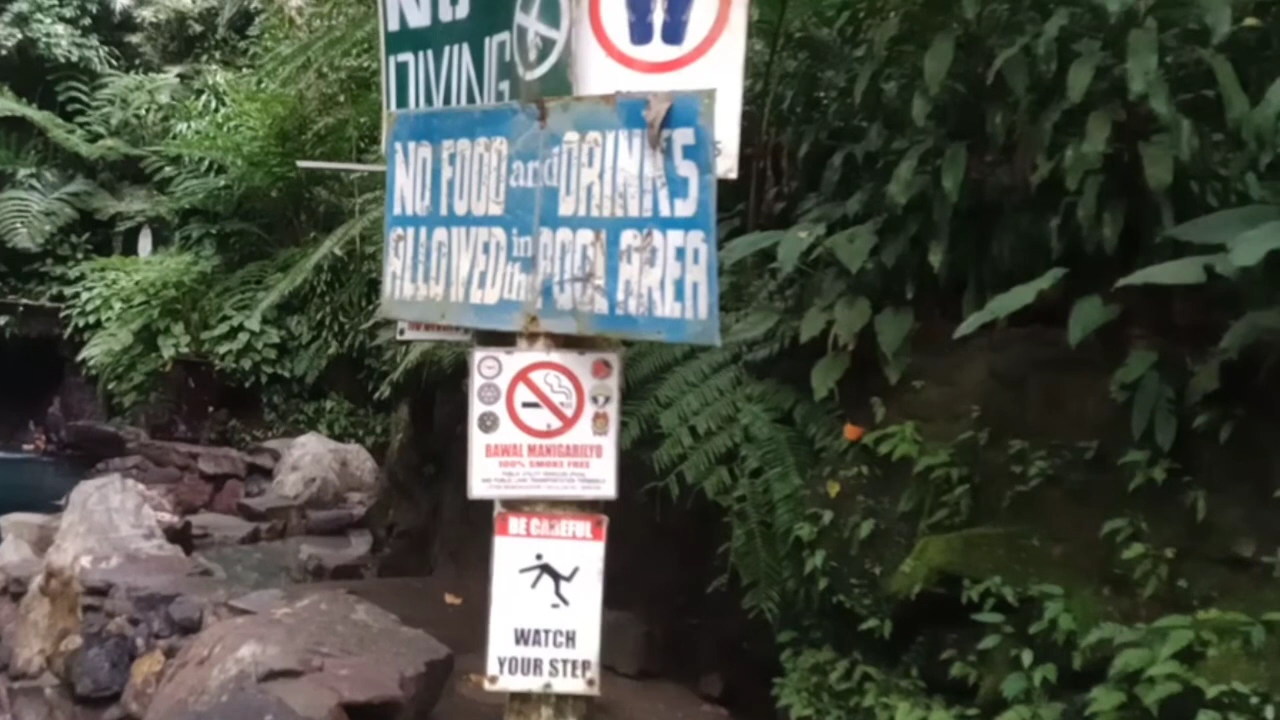 NO
DIVING
NO FOOD and DRINKS
ALLOWED in the POOL AREA
BAWAL MANIGARILYO
100% SMOKE FREE
BE CAREFUL
WATCH
YOUR STEP